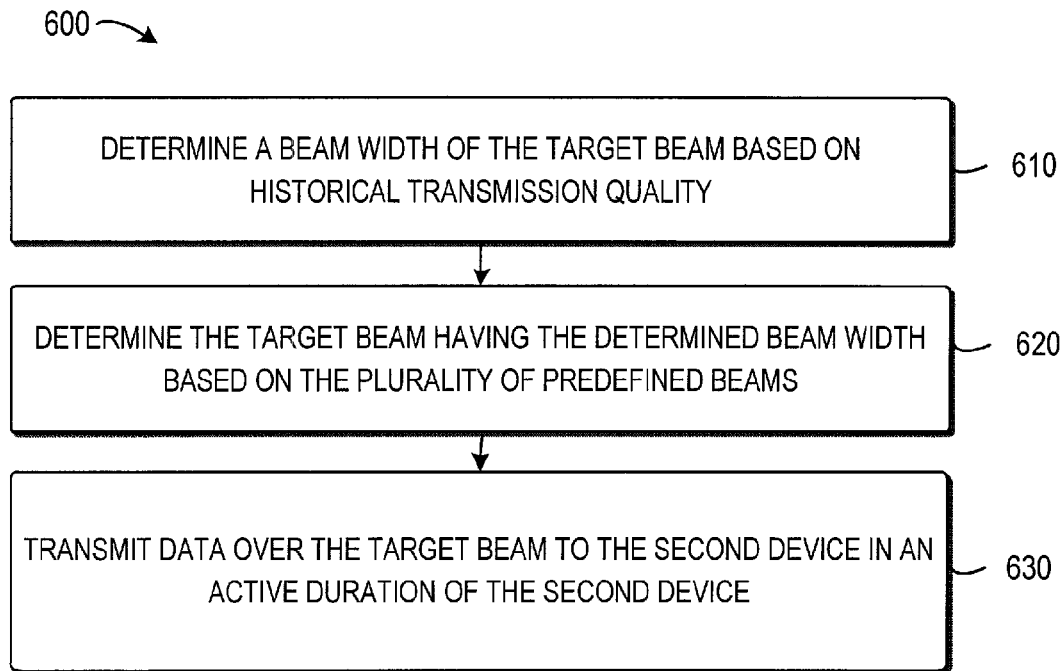 600
DETERMINE A BEAM WIDTH OF THE TARGET BEAM BASED ON
HISTORICAL TRANSMISSION QUALITY
610
DETERMINE THE TARGET BEAM HAVING THE DETERMINED BEAM WIDTH
BASED ON THE PLURALITY OF PREDEFINED BEAMS
620
TRANSMIT DATA OVER THE TARGET BEAM TO THE SECOND DEVICE IN AN
ACTIVE DURATION OF THE SECOND DEVICE
630